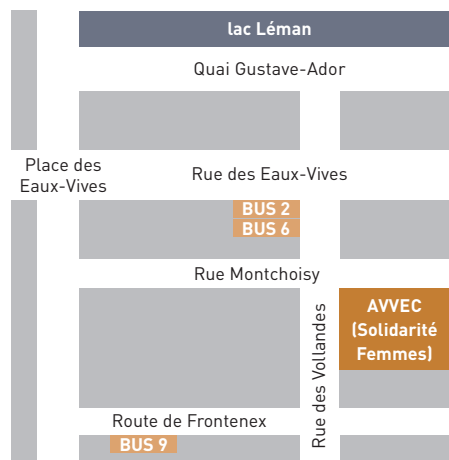 lac Léman
Quai Gustave-Ador
Place des
Eaux-Vives
Rue des Eaux-Vives
BUS 2
BUS 6
Rue Montchoisy
AVVEC
(Solidarité
Femmes)
Rue des Vollandes
Route de Frontenex
BUS 9